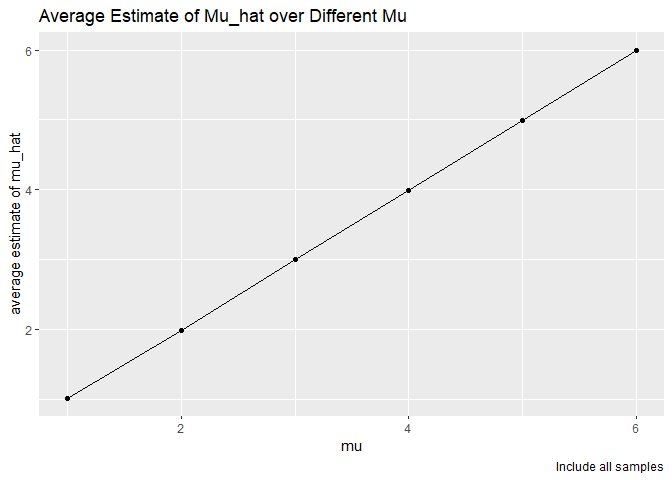 Average Estimate of Mu_hat over Different Mu
average estimate of mu_hat
6
4
2
2
4
6
mu
Include all samples